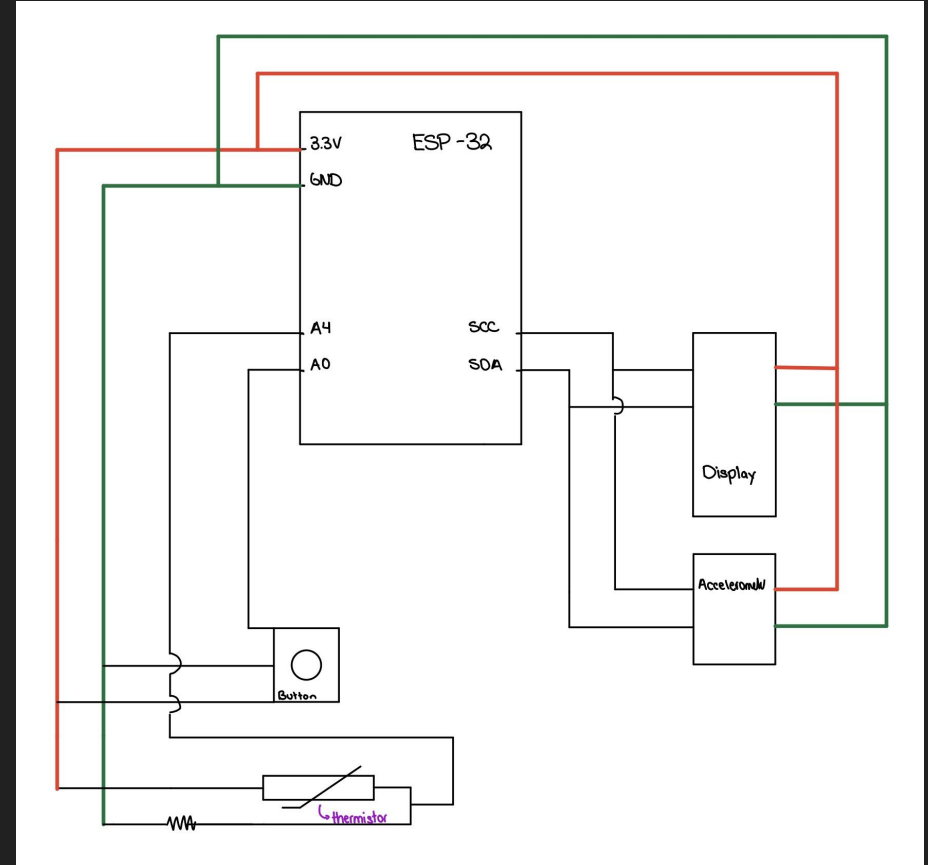 3.3V
ESP-32
GND
A4
SCC
A0
SDA
Display
Button
thermistor